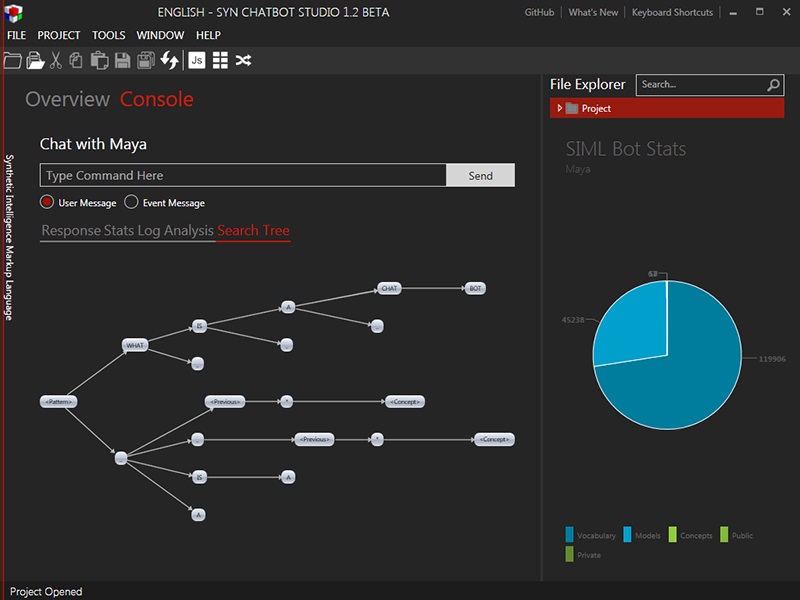 ENGLISH - SYN CHATBOT STUDIO 1.2 BETA
GitHub What's New Keyboard Shortcuts
FILE PROJECT TOOLS WINDOW HELP
Js
Overview Console
File Explorer Search...
Project
Synthetic Intelligence Markup Language
Chat with Maya
Type Command Here Send
User Message Event Message
Response Stats Log Analysis Search Tree
SIML Bot Stats
Maya
CHAT BOT
A
IS
WHAT
<Pattern>
<Previous> * <Concept>
_ <Previous> * <Concept>
_
IS A
A
45238
119906
Vocabulary Models Concepts Public
Private
Project Opened